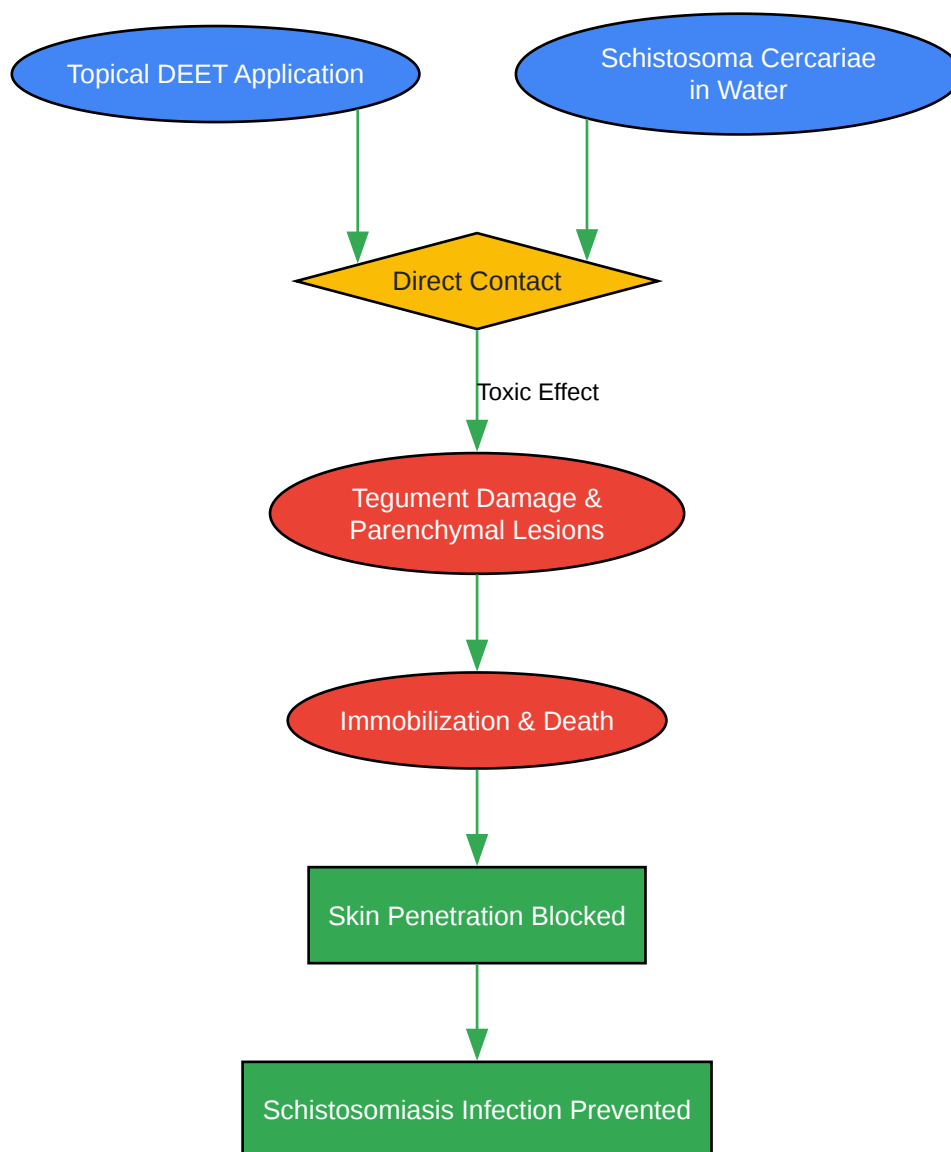 Topical DEET Application
Schistosoma Cercariae
in Water
Direct Contact
Toxic Effect
Tegument Damage &
Parenchymal Lesions
Immobilization & Death
Skin Penetration Blocked
Schistosomiasis Infection Prevented